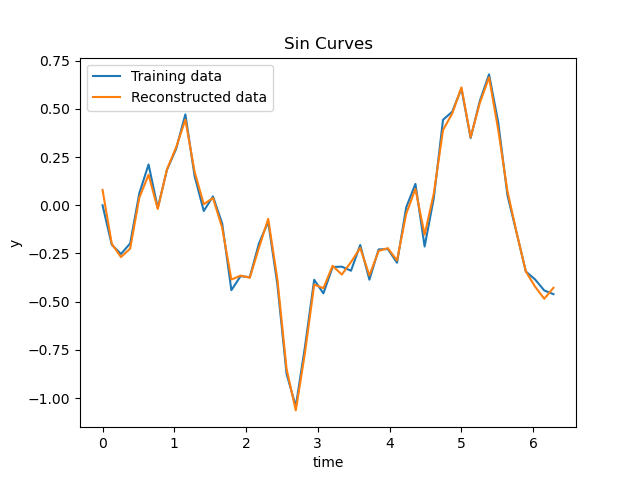 Sin Curves
Training data
Reconstructed data
0.75
0.50
0.25
0.00
−0.25
−0.50
−0.75
−1.00
y
0 1 2 3 4 5 6
time